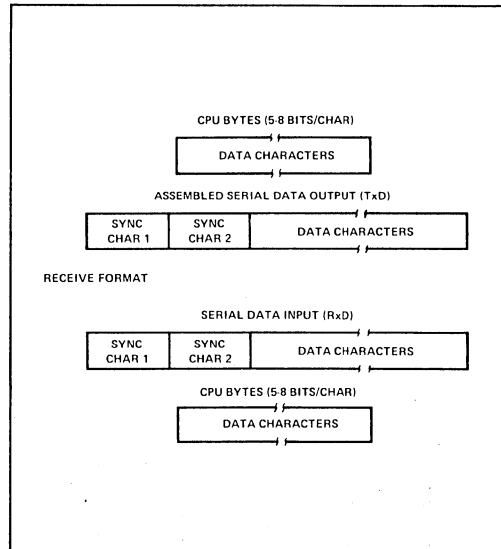 CPU BYTES (5-8 BITS/CHAR)
DATA CHARACTERS
ASSEMBLED SERIAL DATA OUTPUT (TxD)
SYNC CHAR 1
SYNC CHAR 2
DATA CHARACTERS
RECEIVE FORMAT
SERIAL DATA INPUT (RxD)
SYNC CHAR 1
SYNC CHAR 2
DATA CHARACTERS
CPU BYTES (5-8 BITS/CHAR)
DATA CHARACTERS